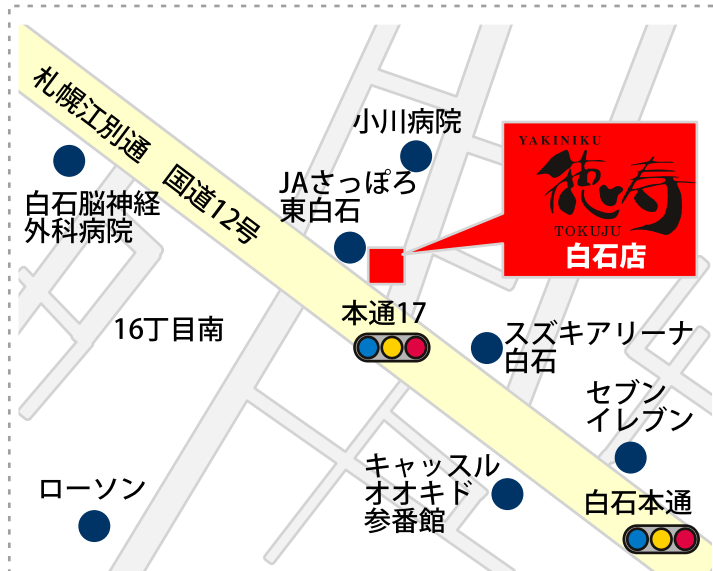 札幌江別通 国道12号
小川病院
YAKINIKU
徳寿
TOKUJU
白石店
JAさっぽろ
東白石
白石脳神経
外科病院
本通17
16丁目南
スズキアリーナ
白石
セブン
イレブン
キャッスル
オオキド
参番館
ローソン
白石本通